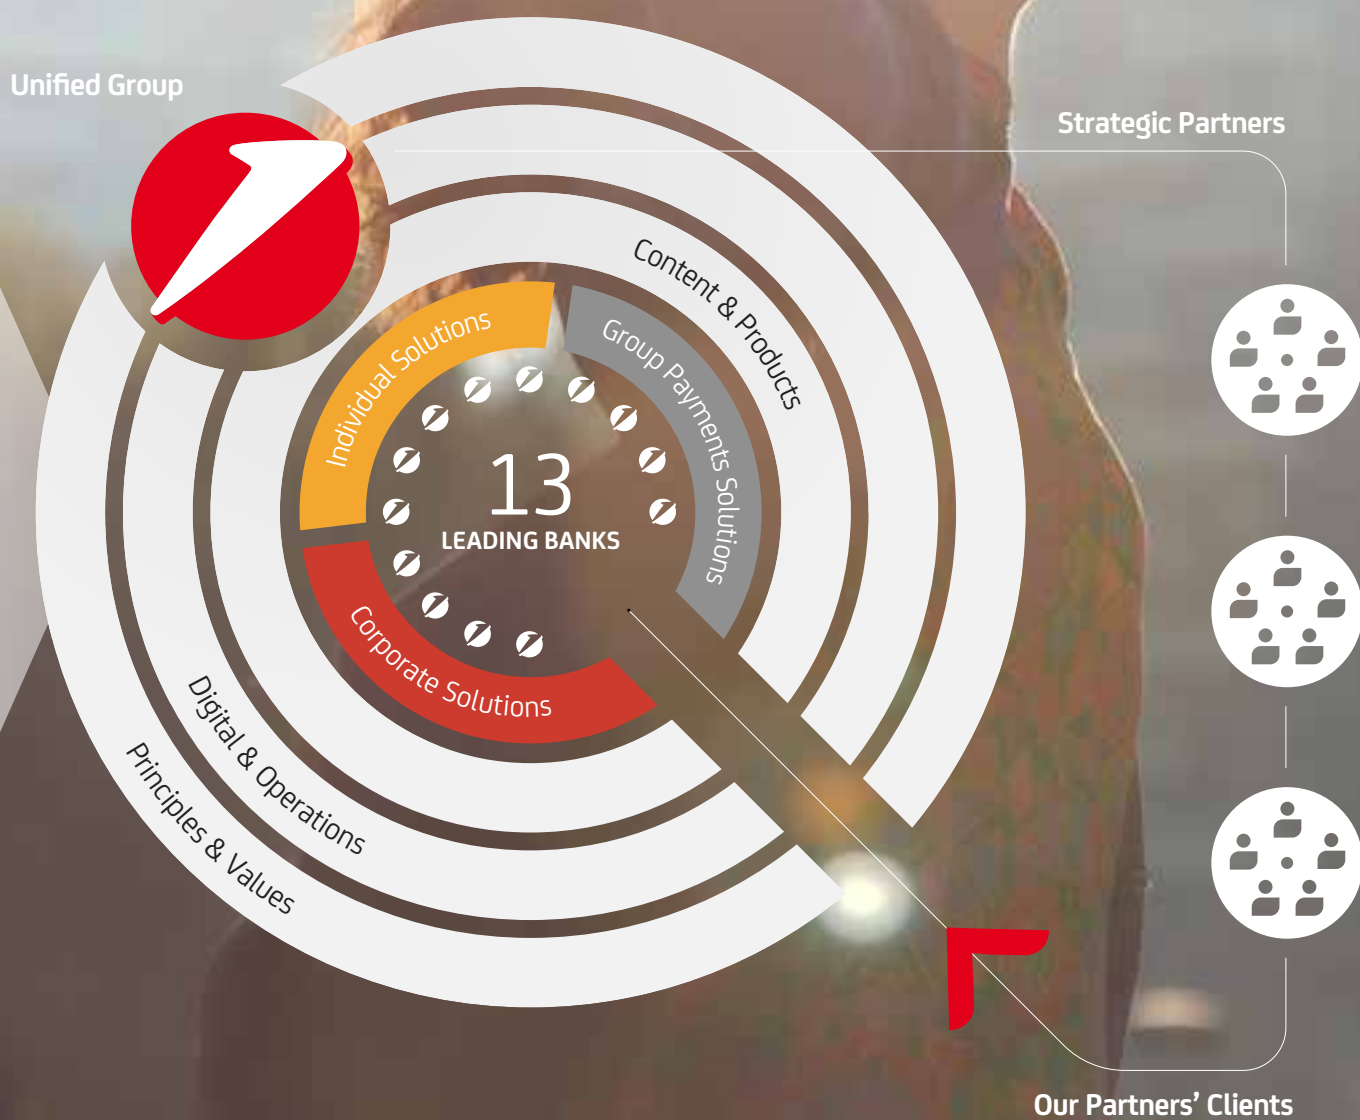 Unified Group
Strategic Partners
Content & Products
Individual Solutions
Group Payments Solutions
13
LEADING BANKS
Corporate Solutions
Digital & Operations
Principles & Values
Our Partners’ Clients